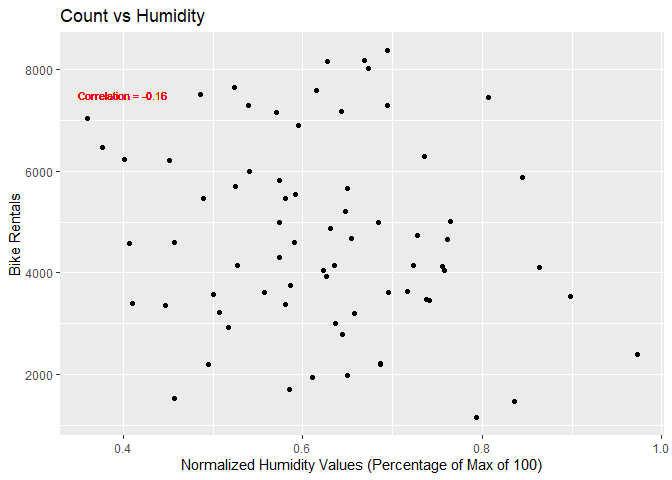 Count vs Humidity
8000
Correlation = -0.16
6000
Bike Rentals
4000
2000
0.4
0.6
0.8
1.0
Normalized Humidity Values (Percentage of Max of 100)